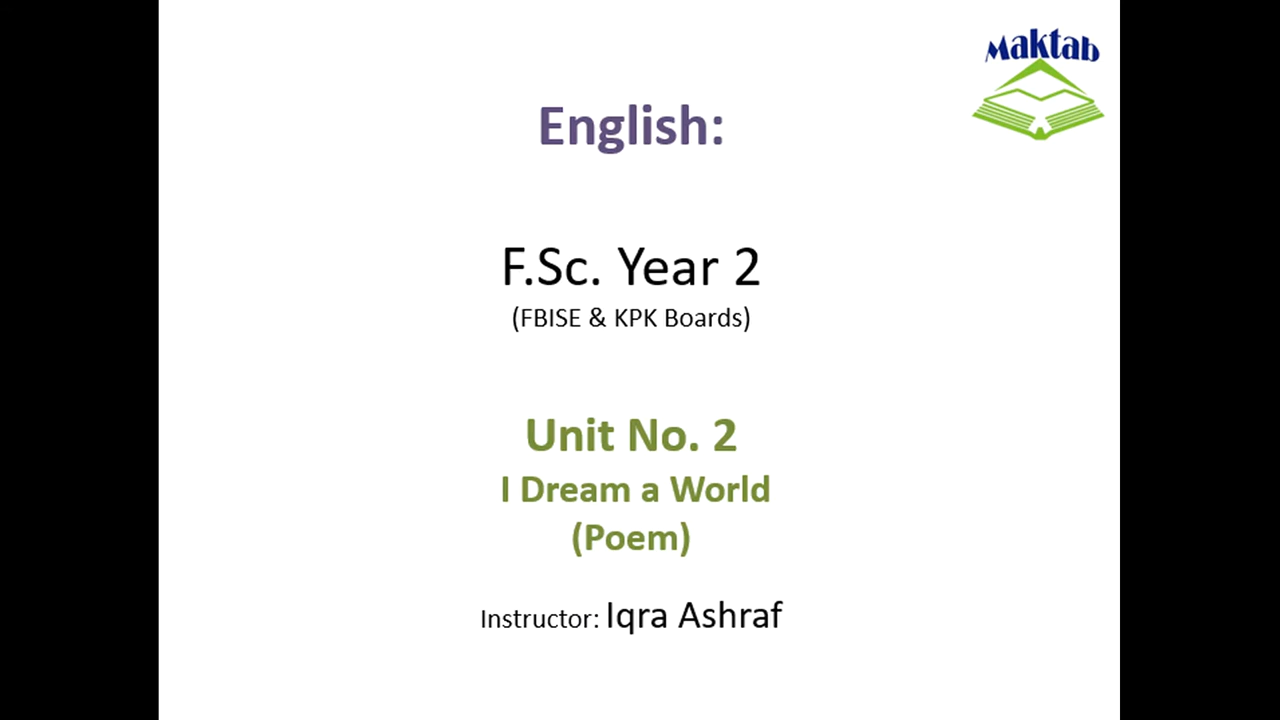 Maktab
English:
F.Sc. Year 2
(FBISE & KPK Boards)
Unit No. 2
I Dream a World
(Poem)
Instructor: Iqra Ashraf